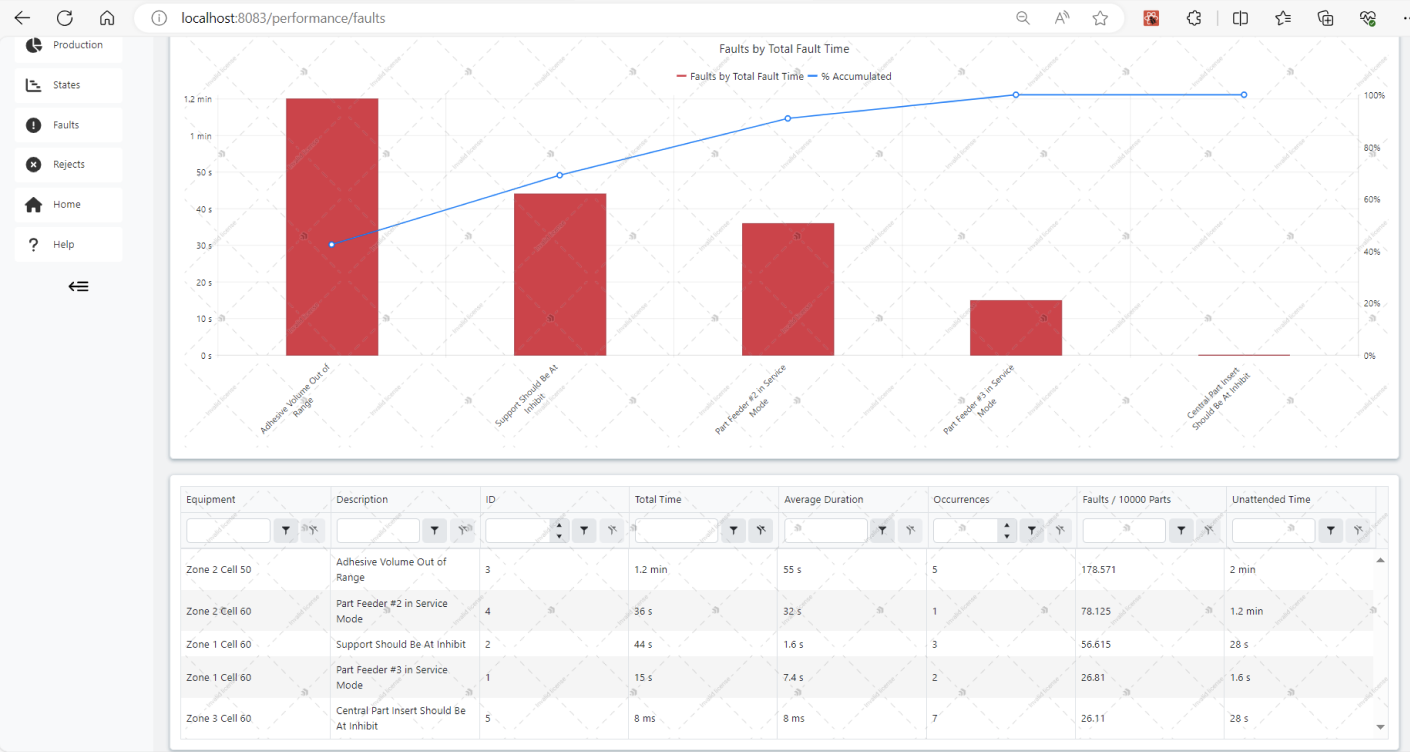 localhost:8083/performance/faults
Production
States
Faults
Rejects
Home
? Help
Faults by Total Fault Time
Faults by Total Fault Time % Accumulated
1.2 min
1 min
50 s
40 s
30 s
20 s
10 s
0 s
100%
80%
60%
40%
20%
0%
Adhesive Volume Out of
Range
Support Should Be At
Inhibit
Part Feeder #2 in Service
Mode
Part Feeder #3 in Service
Mode
Central Part Insert
Should Be At Inhibit
Equipment Description ID Total Time Average Duration Occurrences Faults / 10000 Parts Unattended Time
Zone 2 Cell 50 Adhesive Volume Out of Range 3 1.2 min 55 s 5 178.571 2 min
Zone 2 Cell 60 Part Feeder #2 in Service Mode 4 36 s 32 s 1 78.125 1.2 min
Zone 1 Cell 60 Support Should Be At Inhibit 2 44 s 1.6 s 3 56.615 28 s
Zone 1 Cell 60 Part Feeder #3 in Service Mode 1 15 s 7.4 s 2 26.81 1.6 s
Zone 3 Cell 60 Central Part Insert Should Be At Inhibit 5 8 ms 8 ms 7 26.11 28 s
Invalid license